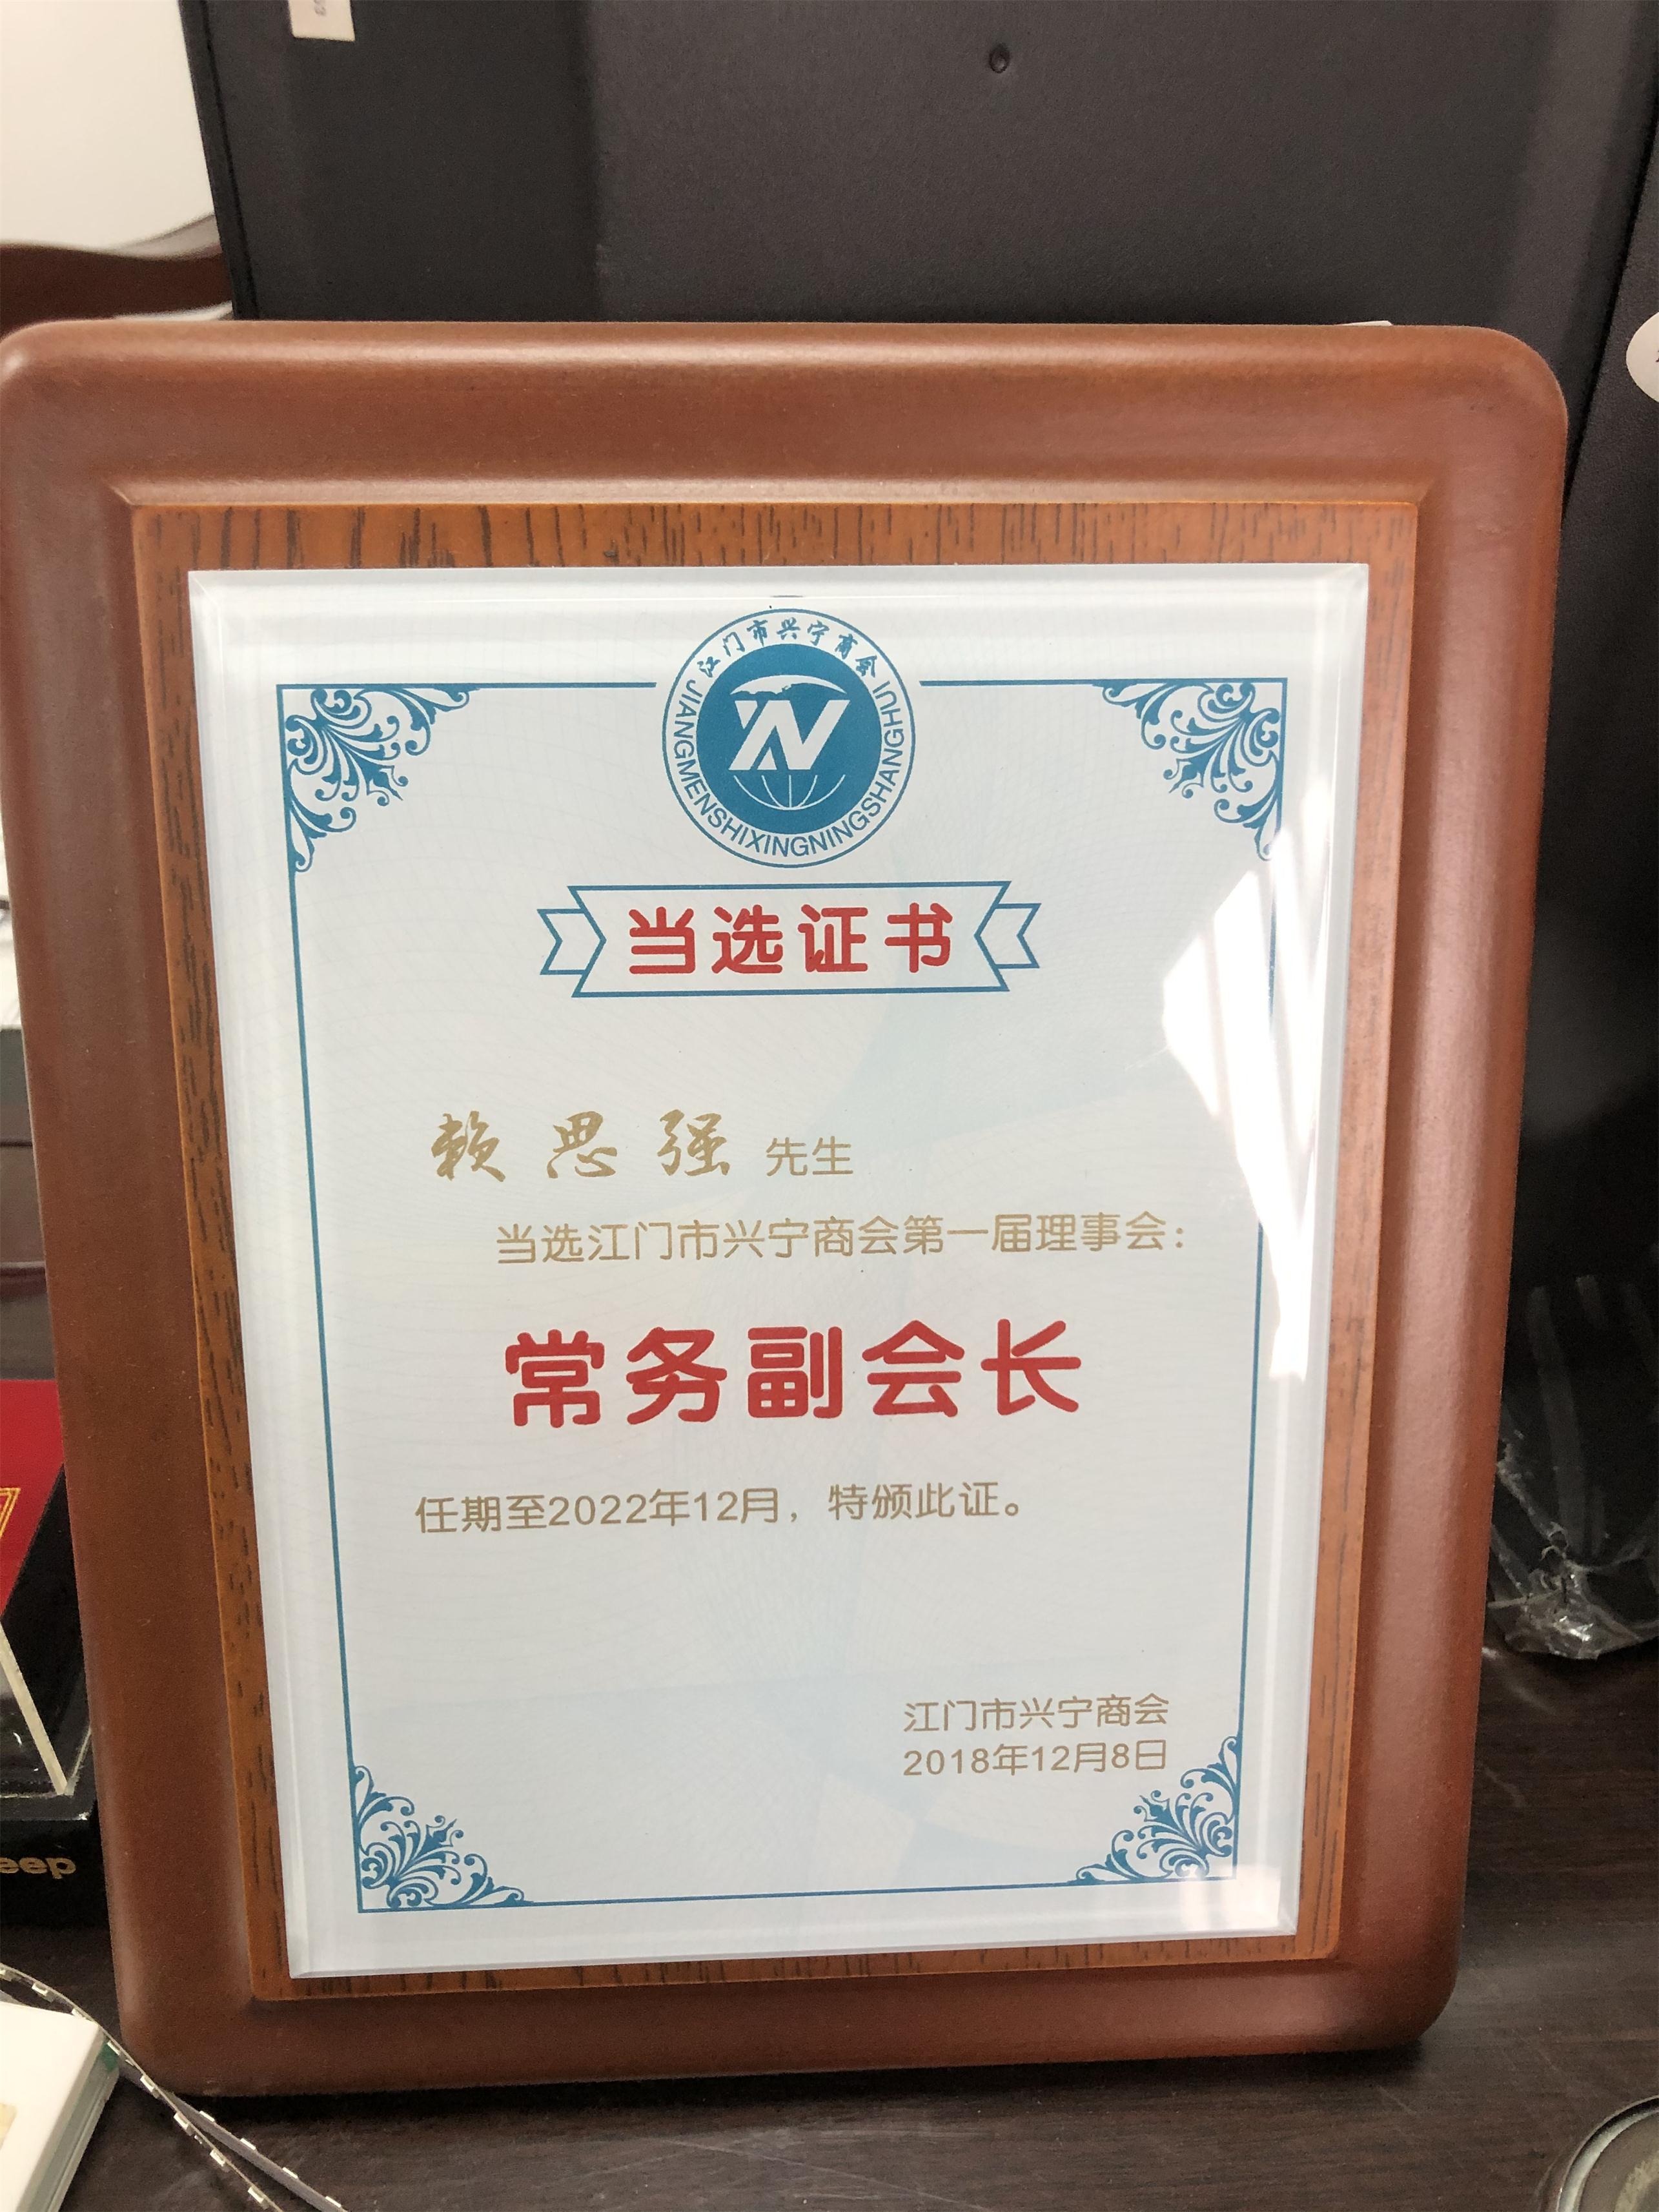 江门市兴宁商会
JIANGMENSHIXINGNINGSHANGHUI
当选证书
赖思强 先生
当选江门市兴宁商会第一届理事会：
常务副会长
任期至2022年12月，特颁此证。
江门市兴宁商会
2018年12月8日
eep